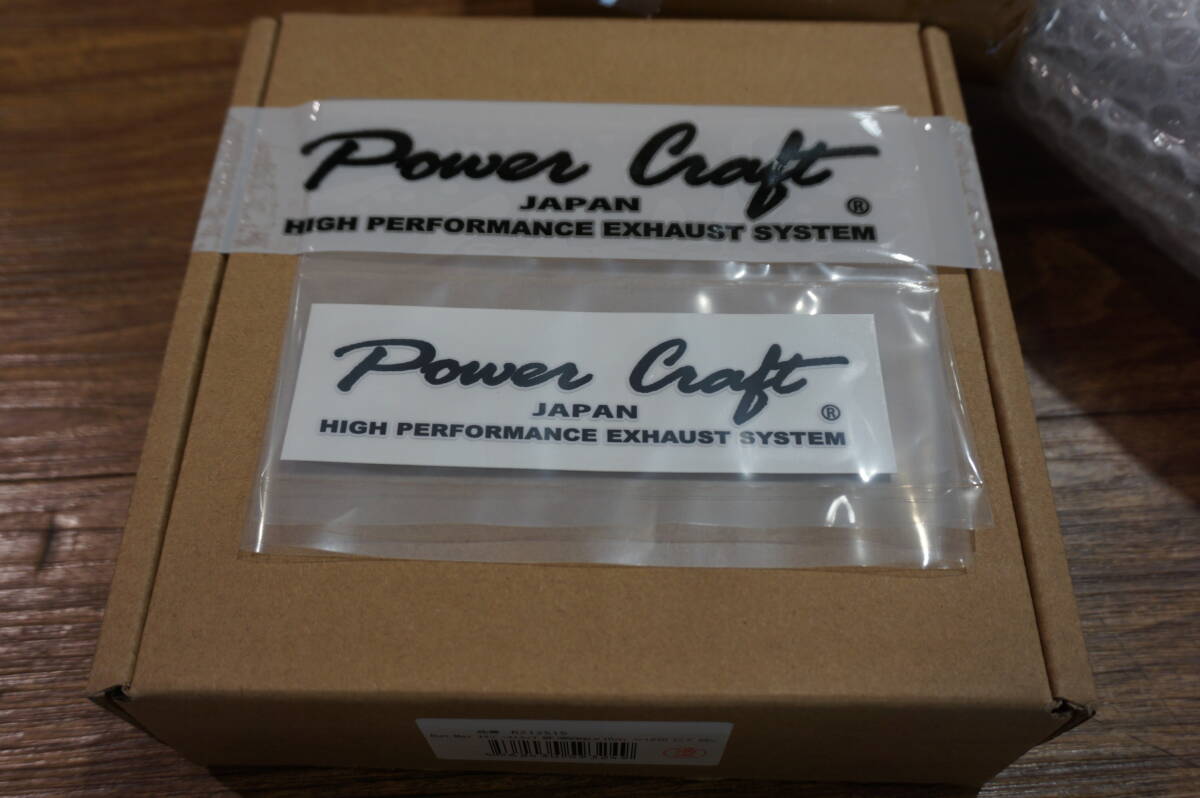 Power Craft
JAPAN ®
HIGH PERFORMANCE EXHAUST SYSTEM
Power Craft
JAPAN ®
HIGH PERFORMANCE EXHAUST SYSTEM